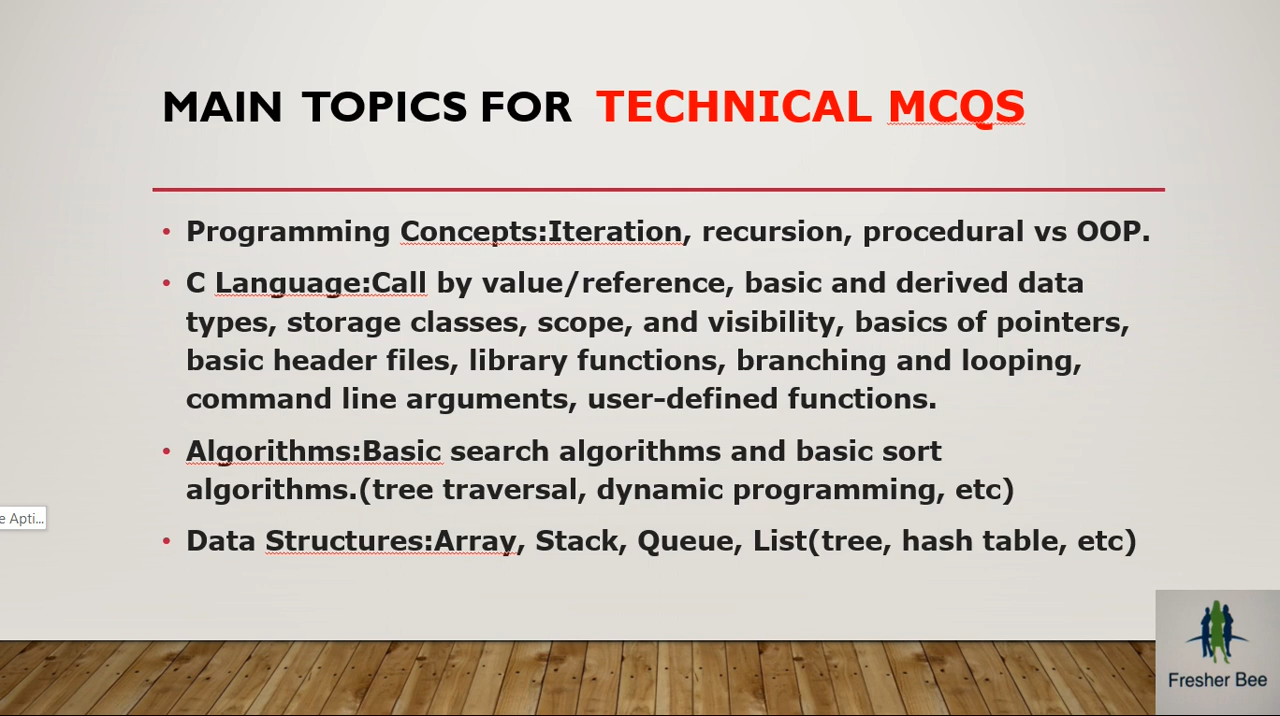 MAIN TOPICS FOR TECHNICAL MCQS
• Programming Concepts:Iteration, recursion, procedural vs OOP.
• C Language:Call by value/reference, basic and derived data
types, storage classes, scope, and visibility, basics of pointers,
basic header files, library functions, branching and looping,
command line arguments, user-defined functions.
• Algorithms:Basic search algorithms and basic sort
algorithms.(tree traversal, dynamic programming, etc)
e Apti...
• Data Structures:Array, Stack, Queue, List(tree, hash table, etc)
Fresher Bee